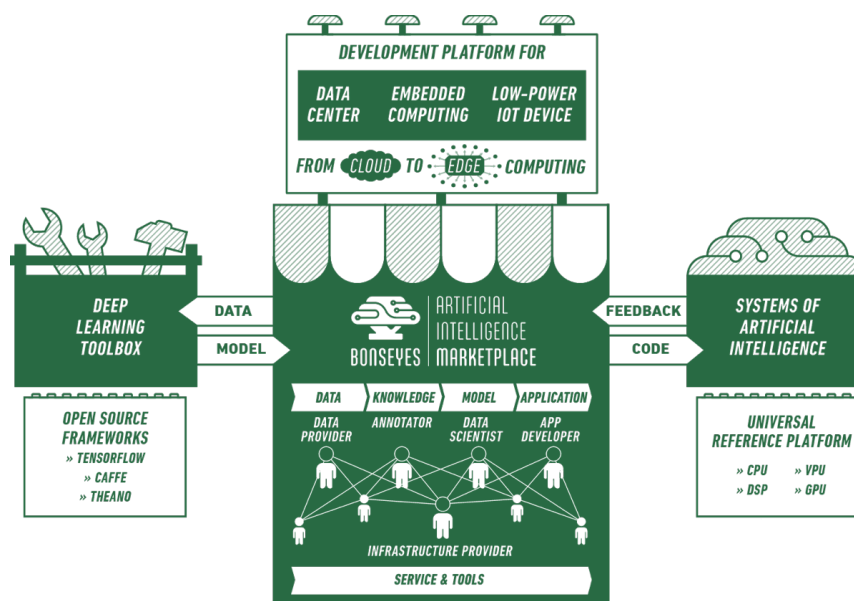 DEVELOPMENT PLATFORM FOR
DATA CENTER
EMBEDDED COMPUTING
LOW-POWER IOT DEVICE
FROM CLOUD TO EDGE COMPUTING
DEEP
LEARNING
TOOLBOX
DATA
MODEL
OPEN SOURCE
FRAMEWORKS
» TENSORFLOW
» CAFFE
» THEANO
BONSEYES
ARTIFICIAL
INTELLIGENCE
MARKETPLACE
DATA
KNOWLEDGE
MODEL
APPLICATION
DATA PROVIDER
ANNOTATOR
DATA SCIENTIST
APP DEVELOPER
INFRASTRUCTURE PROVIDER
SERVICE & TOOLS
FEEDBACK
CODE
SYSTEMS OF
ARTIFICIAL
INTELLIGENCE
UNIVERSAL
REFERENCE PLATFORM
» CPU » VPU
» DSP » GPU